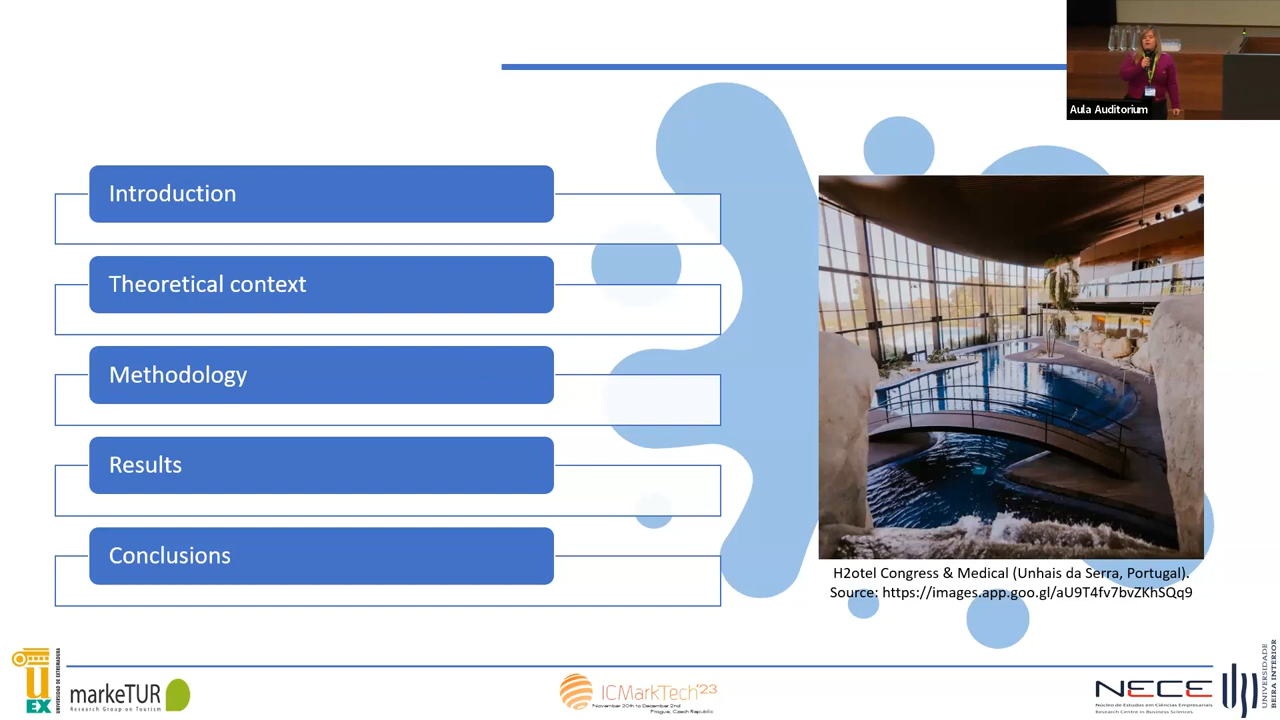 Aula Auditorium
Introduction
Theoretical context
Methodology
Results
Conclusions
H2otel Congress & Medical (Unhais da Serra, Portugal).
Source: https://images.app.goo.gl/aU9T4fv7bvZKhSQq9
UEX
UNIVERSIDAD DE EXTREMADURA
markeTUR
Research Group on Tourism
ICMarkTech'23
November 30th to December 2nd
Prague, Czech Republic
NECE
Núcleo de Estudos em Ciências Empresariais
Research Centre in Business Sciences
UNIVERSIDADE
BEIRA INTERIOR